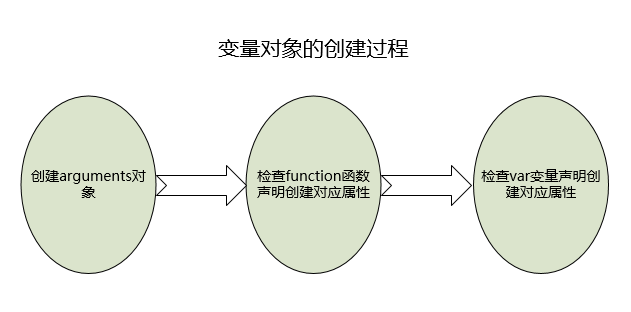 变量对象的创建过程
创建arguments对
象
检查function函数
声明创建对应属性
检查var变量声明创
建对应属性